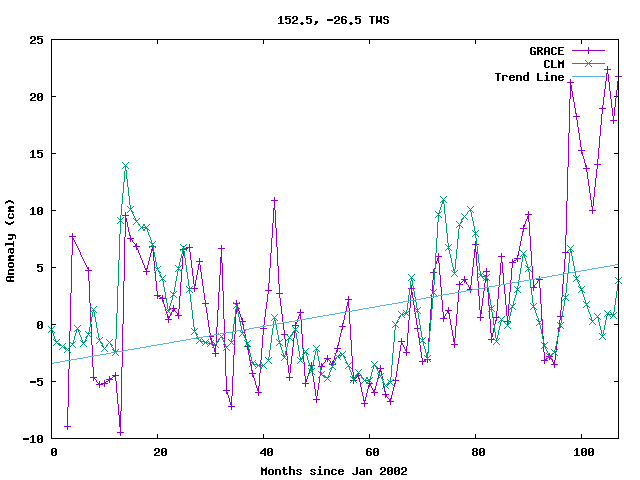 152.5, -26.5 TWS
GRACE
CLM
Trend Line
25
20
15
10
5
0
-5
-10
Anomaly (cm)
0 20 40 60 80 100
Months since Jan 2002